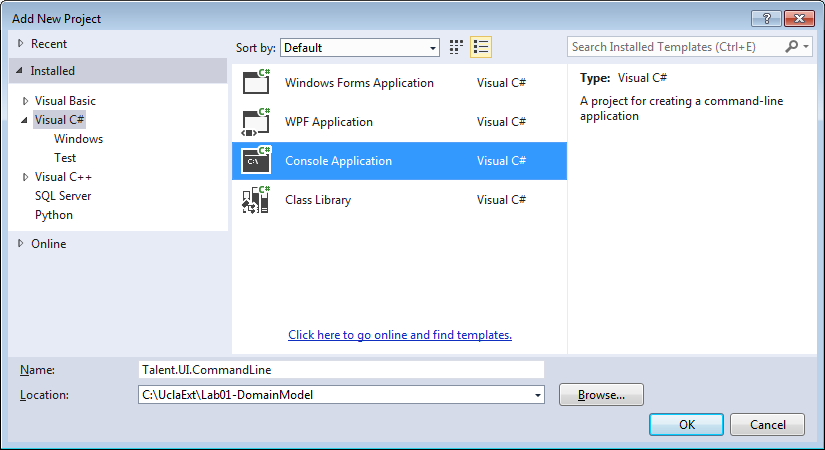 Add New Project
?
Recent
Installed
Visual Basic
Visual C#
Windows
Test
Visual C++
SQL Server
Python
Online
Sort by: Default
Search Installed Templates (Ctrl+E)
C# Windows Forms Application Visual C#
C# WPF Application Visual C#
C# C:\ Console Application Visual C#
C# Class Library Visual C#
Click here to go online and find templates.
Type: Visual C#
A project for creating a command-line
application
Name: Talent.UI.CommandLine
Location: C:\UclaExt\Lab01-DomainModel
Browse...
OK Cancel